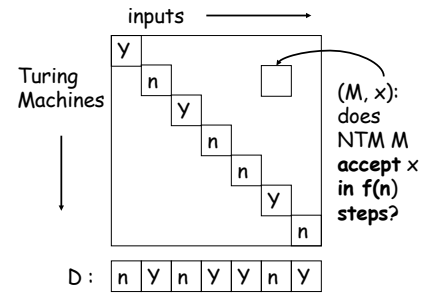 inputs
Y
n
Y
n
n
Y
n
Turing
Machines
(M, x):
does
NTM M
accept x
in f(n)
steps?
D : n Y n Y Y n Y